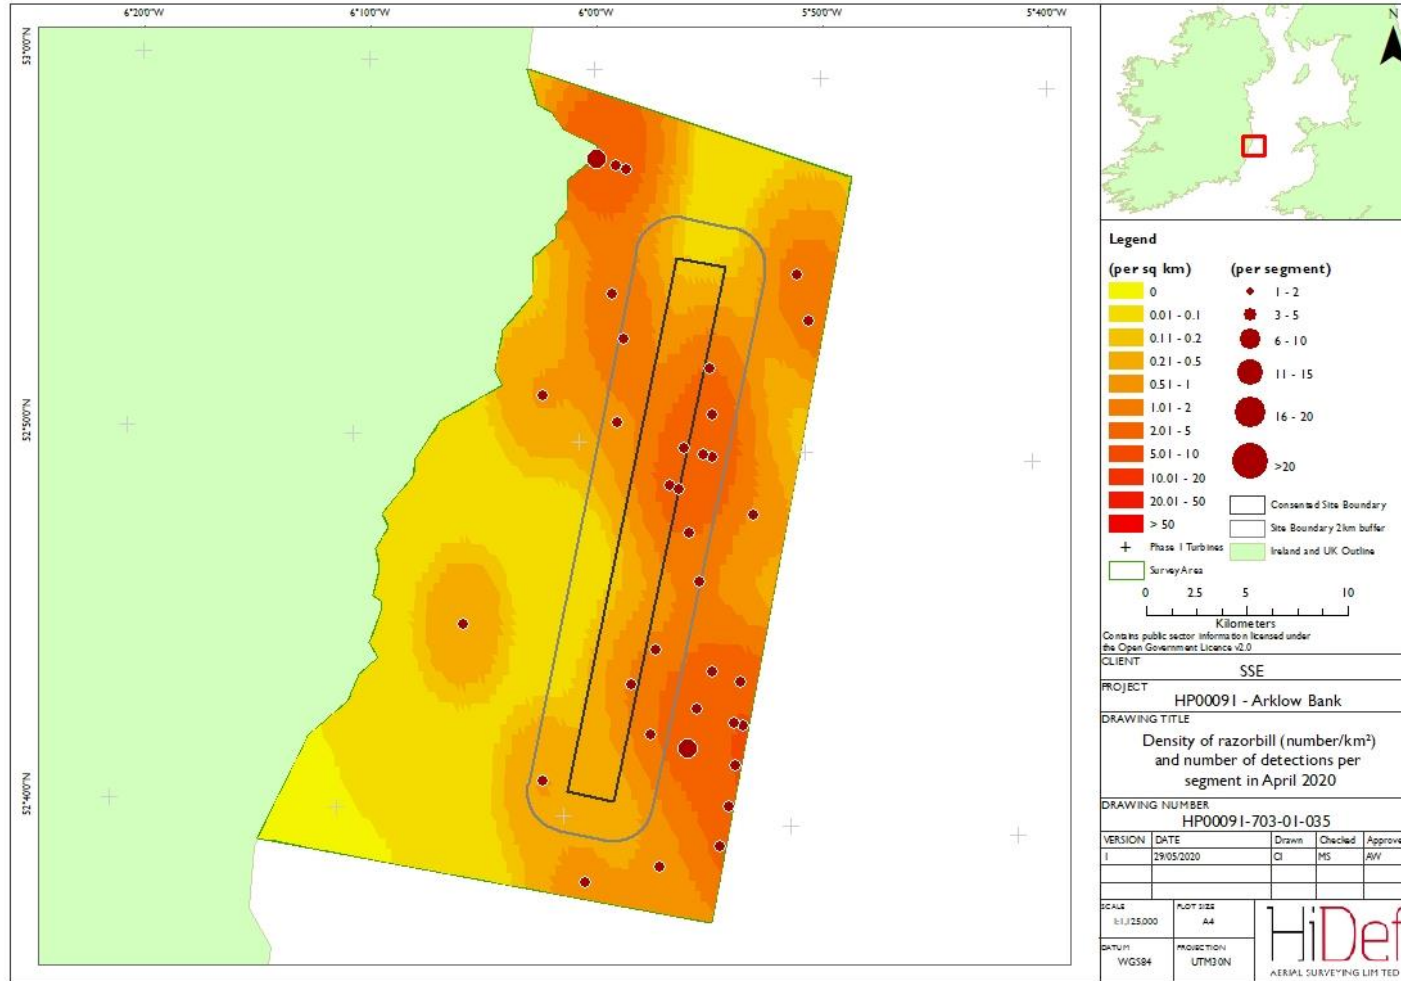 6°20'0"W 6°10'0"W 6°0'0"W 5°50'0"W 5°40'0"W
53°0'0"N
52°50'0"N
52°40'0"N
N
Legend
(per sq km) (per segment)
0 1 - 2
0.01 - 0.1 3 - 5
0.11 - 0.2 6 - 10
0.21 - 0.5
0.51 - 1 11 - 15
1.01 - 2
2.01 - 5 16 - 20
5.01 - 10
10.01 - 20 >20
20.01 - 50 Consented Site Boundary
> 50 Site Boundary 2km buffer
Phase 1 Turbines Ireland and UK Outline
Survey Area
0 2.5 5 10
Kilometers
Contains public sector information licensed under
the Open Government Licence v2.0
CLIENT
SSE
PROJECT
HP00091 - Arklow Bank
DRAWING TITLE
Density of razorbill (number/km²)
and number of detections per
segment in April 2020
DRAWING NUMBER
HP00091-703-01-035
VERSION DATE Drawn Checked Approve
1 29/05/2020 CI MS AW
SCALE PLOT SIZE
1:1,125,000 A4
DATUM PROJECTION
WGS84 UTM30N
HiDef
AERIAL SURVEYING LIMITED